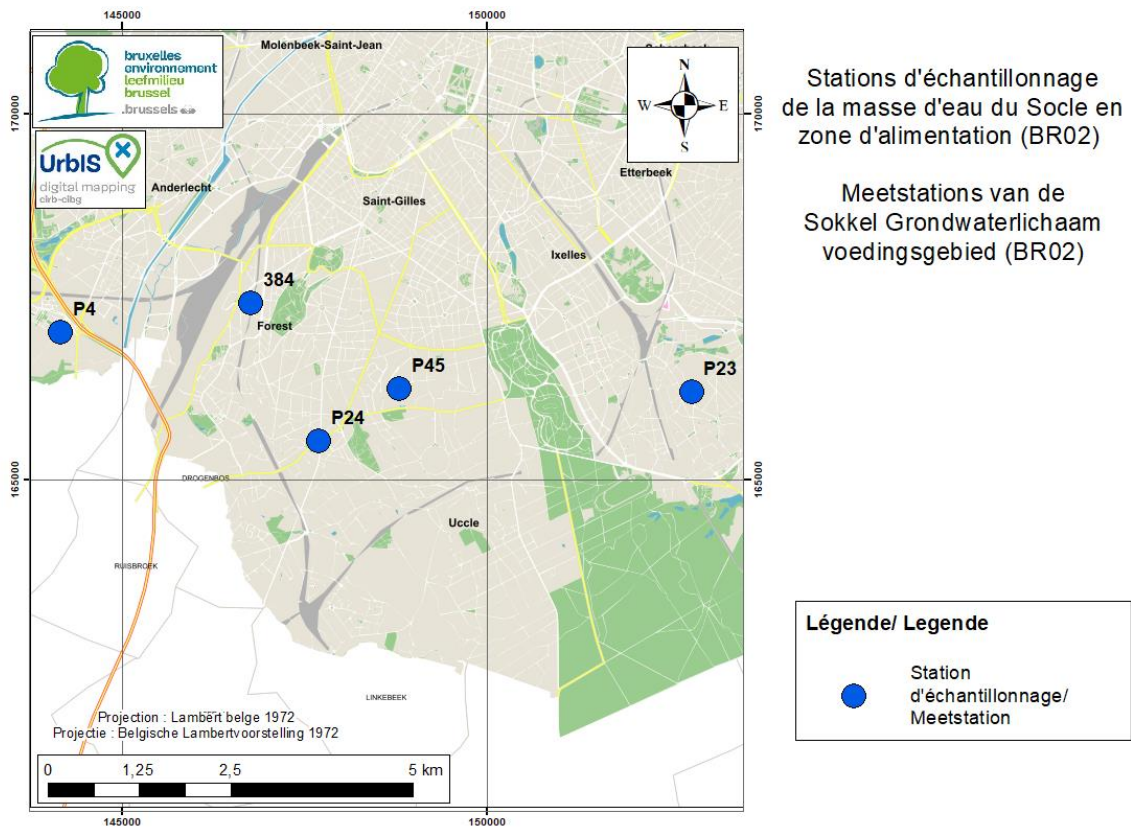 145000
150000
bruxelles
environnement
leefmilieu
brussel
.brussels
UrbIS
digital mapping
cirb-cibg
Molenbeek-Saint-Jean
N
W E
S
170000
170000
Stations d'échantillonnage
de la masse d'eau du Socle en
zone d'alimentation (BR02)
Meetstations van de
Sokkel Grondwaterlichaam
voedingsgebied (BR02)
Anderlecht
Saint-Gilles
Etterbeek
Ixelles
384
P4
Forest
P45
P23
P24
165000
165000
DROGENBOS
Uccle
RUISBROEK
LINKEBEEK
Projection : Lambert belge 1972
Projectie : Belgische Lambertvoorstelling 1972
0 1,25 2,5 5 km
145000
150000
Légende/ Legende
Station
d'échantillonnage/
Meetstation